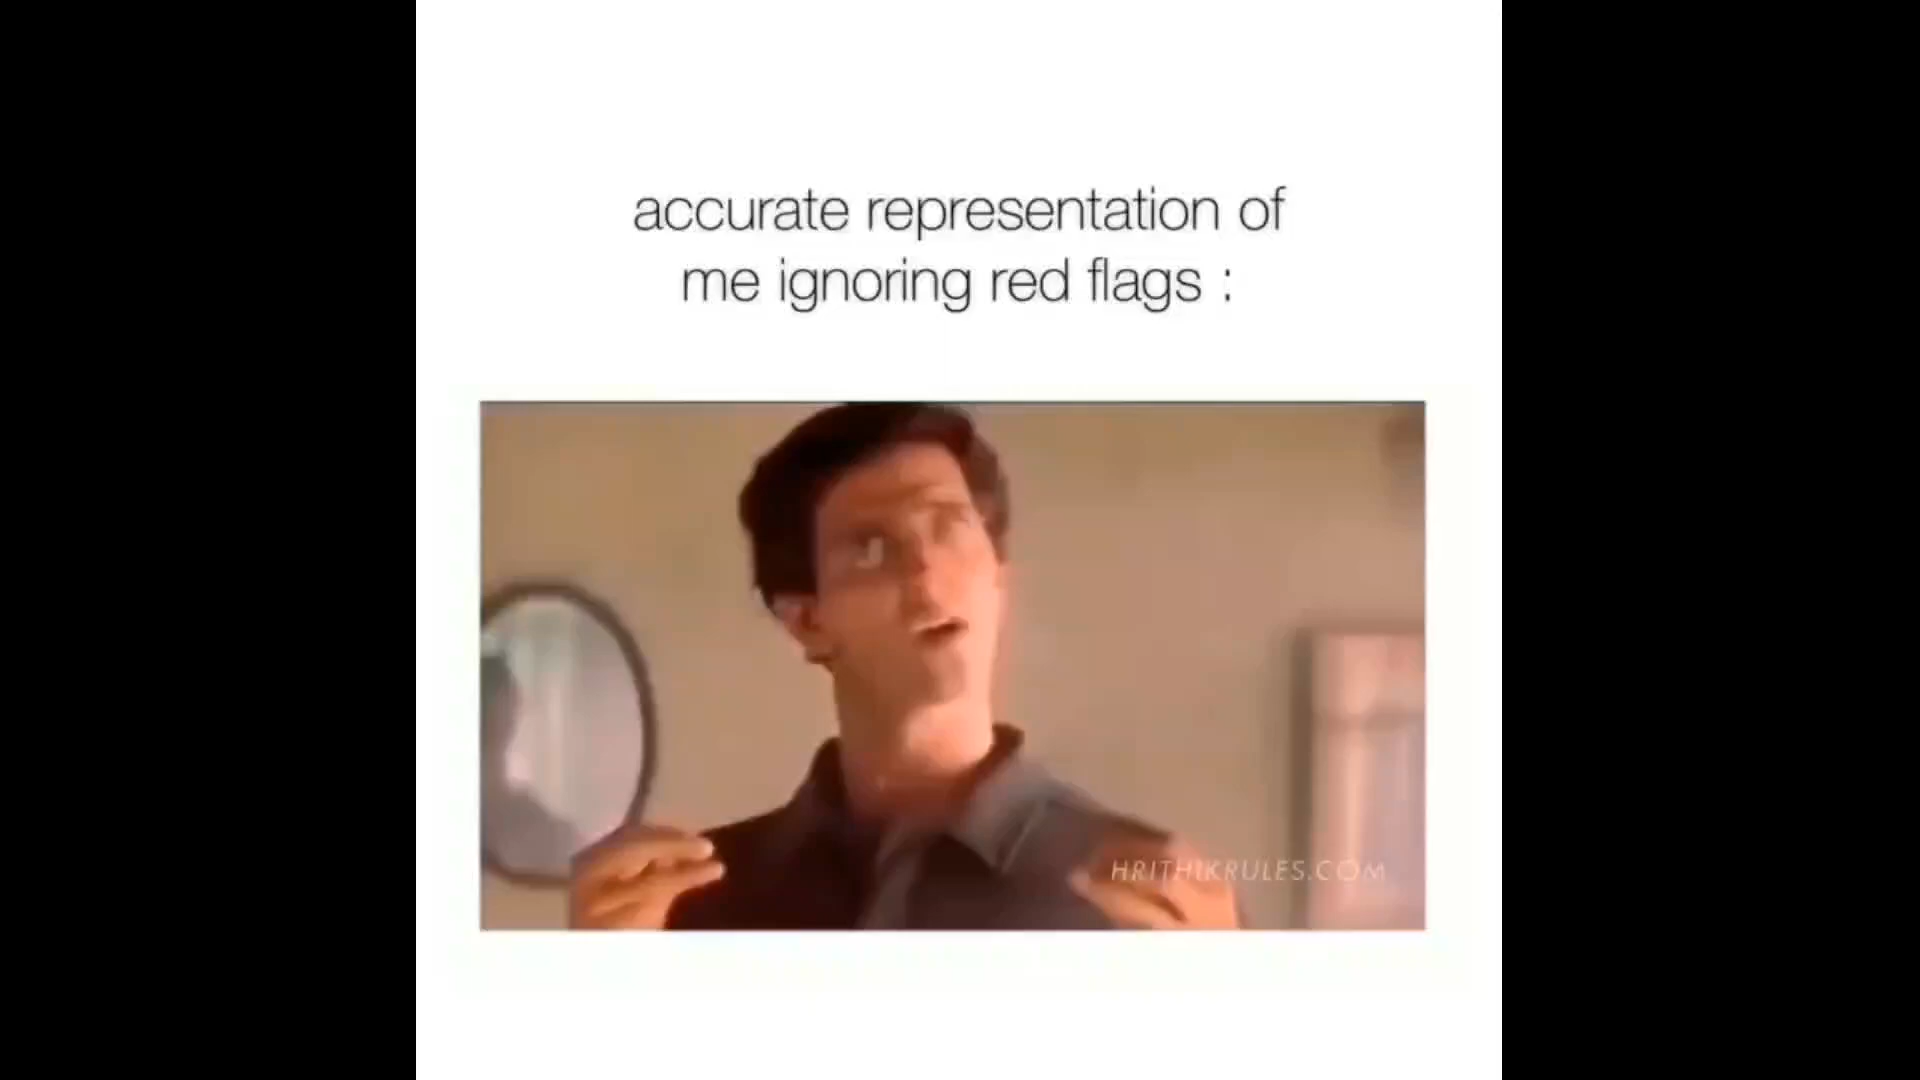 accurate representation of
me ignoring red flags :
HRITHIKRULES.COM